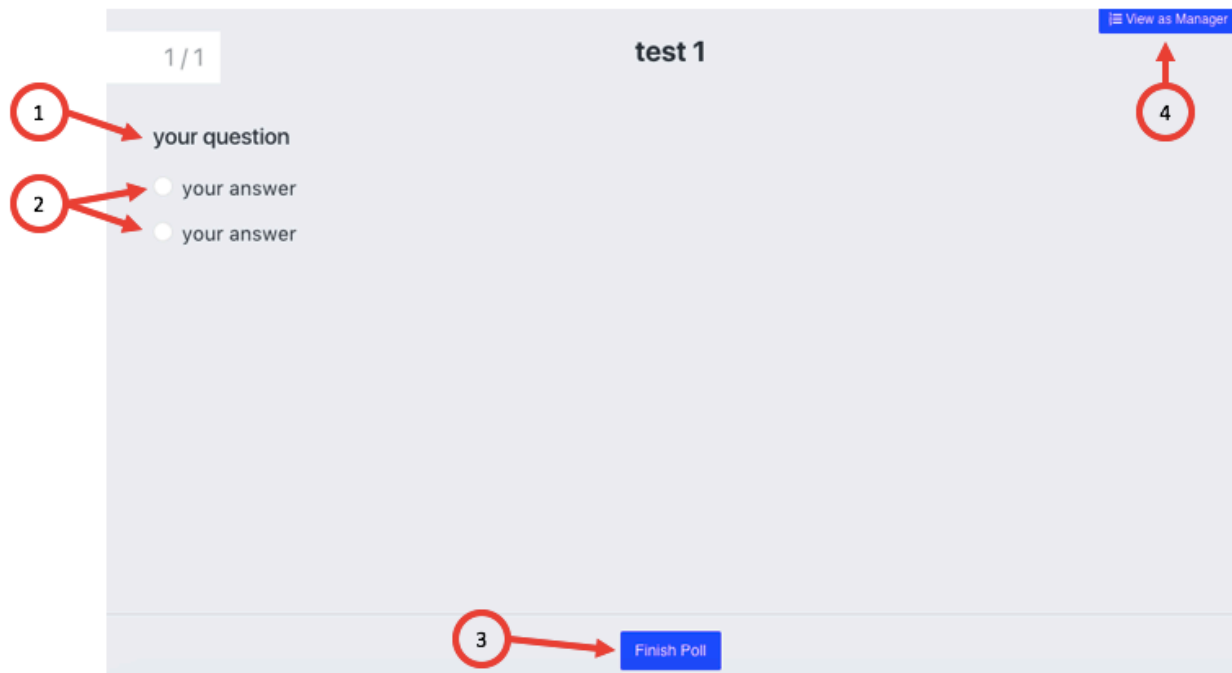 View as Manager
test 1
1 / 1
4
1
your question
2
your answer
your answer
3
Finish Poll